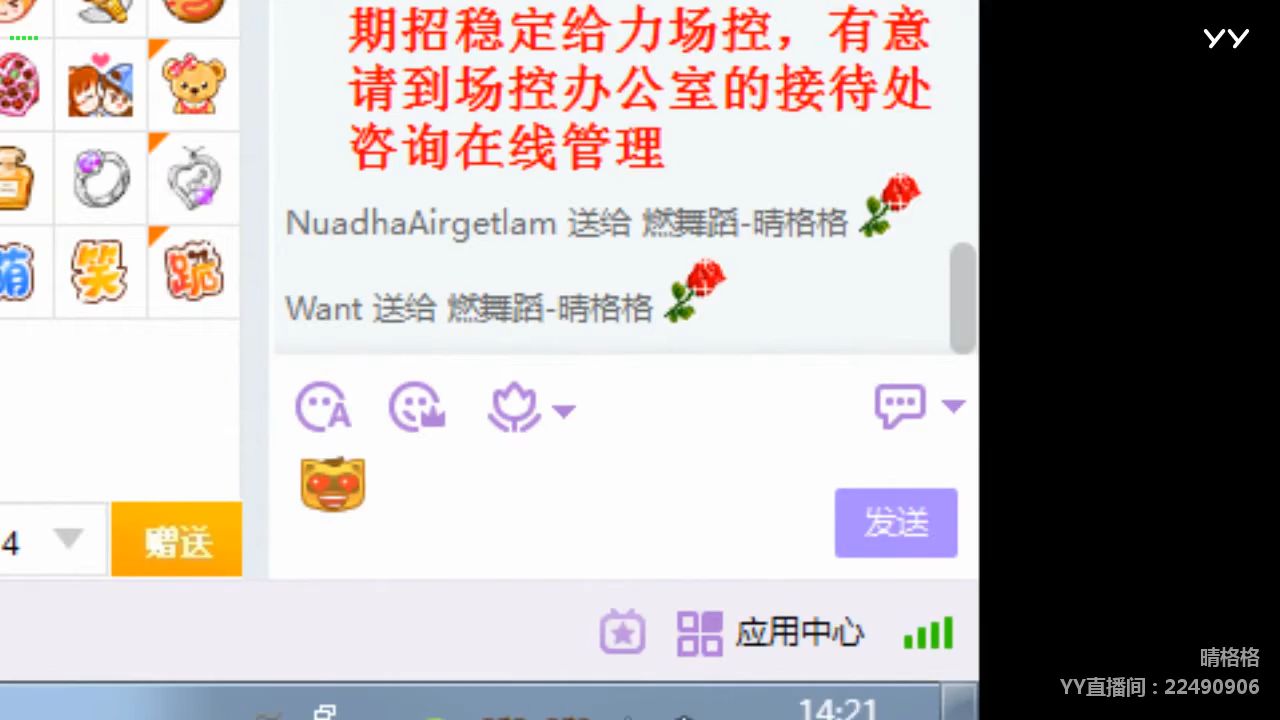 YY
期招稳定给力场控，有意
请到场控办公室的接待处
咨询在线管理
NuadhaAirgetlam 送给 燃舞蹈-晴格格
Want 送给 燃舞蹈-晴格格
萌
笑
跪
A
发送
4
赠送
应用中心
14:21
晴格格
YY直播间：22490906